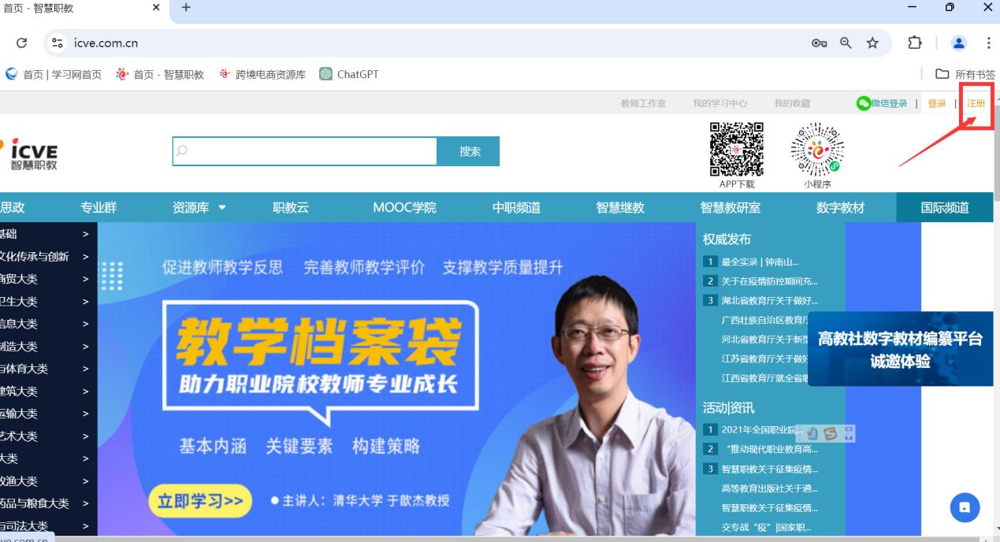 首页 - 智慧职教
icve.com.cn
首页 | 学习网首页 首页 - 智慧职教 跨境电商资源库 ChatGPT 所有书签
教师工作室 我的学习中心 我的收藏 微信登录 | 登录 | 注册
icve
智慧职教
搜索
APP下载 小程序
思政 专业群 资源库 职教云 MOOC学院 中职频道 智慧继教 智慧教研室 数字教材 国际频道
基础 >
文化传承与创新 >
商贸大类 >
卫生大类 >
信息大类 >
制造大类 >
与体育大类 >
建筑大类 >
运输大类 >
艺术大类 >
大类 >
牧渔大类 >
药品与粮食大类 >
与司法大类 >
促进教师教学反思 完善教师教学评价 支撑教学质量提升
教学档案袋
助力职业院校教师专业成长
基本内涵 关键要素 构建策略
立即学习>>
主讲人：清华大学 于歆杰教授
权威发布
1 最全实录 | 钟南山...
2 关于在疫情防控期间充...
3 湖北省教育厅关于做好...
广西壮族自治区教育厅
河北省教育厅关于新型
江苏省教育厅关于做好
江西省教育厅就全省职
高教社数字教材编纂平台
诚邀体验
活动|资讯
1 2021年全国职业院...
2 “推动现代职业教育高...
3 智慧职教关于征集疫情...
高等教育出版社关于遴...
智慧职教关于征集疫情...
交专战“疫”|国家职...